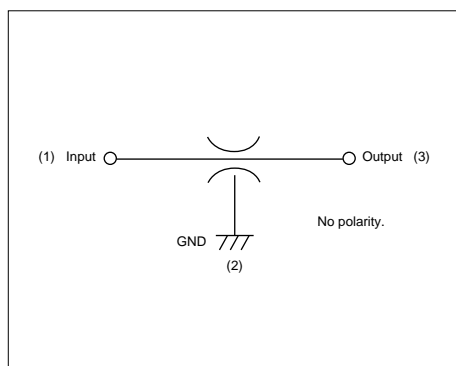 (1) Input Output (3)
No polarity.
GND
(2)